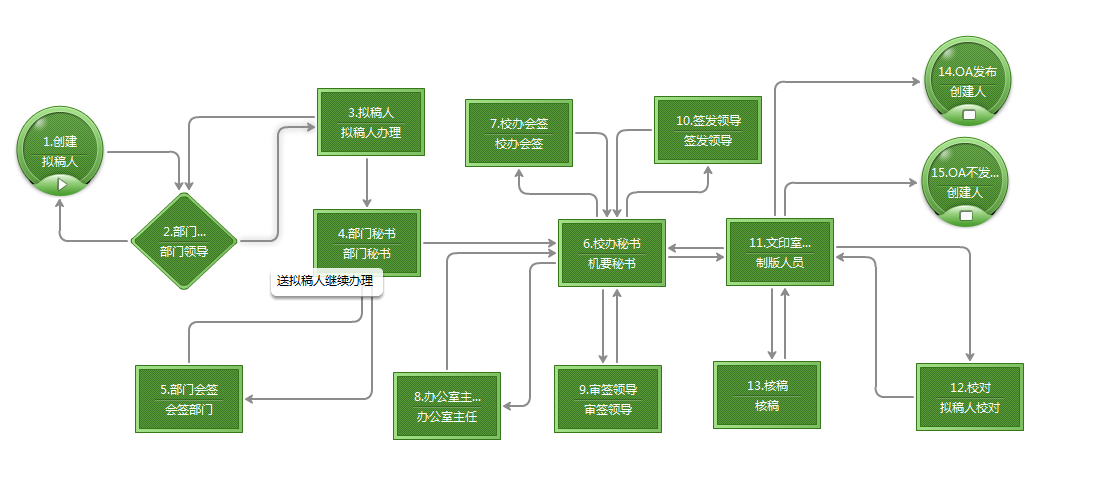 1.创建
拟稿人
2.部门...
部门领导
3.拟稿人
拟稿人办理
4.部门秘书
部门秘书
送拟稿人继续办理
5.部门会签
会签部门
7.校办会签
校办会签
10.签发领导
签发领导
6.校办秘书
机要秘书
8.办公室主...
办公室主任
9.审签领导
审签领导
11.文印室...
制版人员
13.核稿
核稿
12.校对
拟稿人校对
14.OA发布
创建人
15.OA不发...
创建人